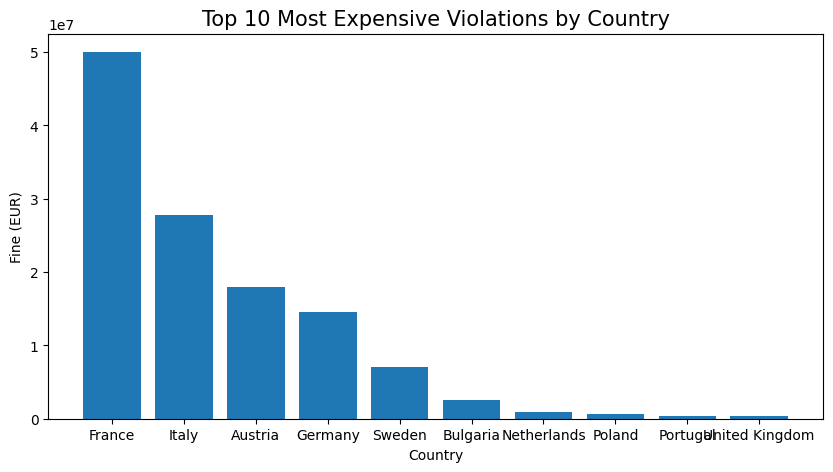 Top 10 Most Expensive Violations by Country
1e7
5
4
3
2
1
0
Fine (EUR)
France Italy Austria Germany Sweden Bulgaria Netherlands Poland Portugal United Kingdom
Country